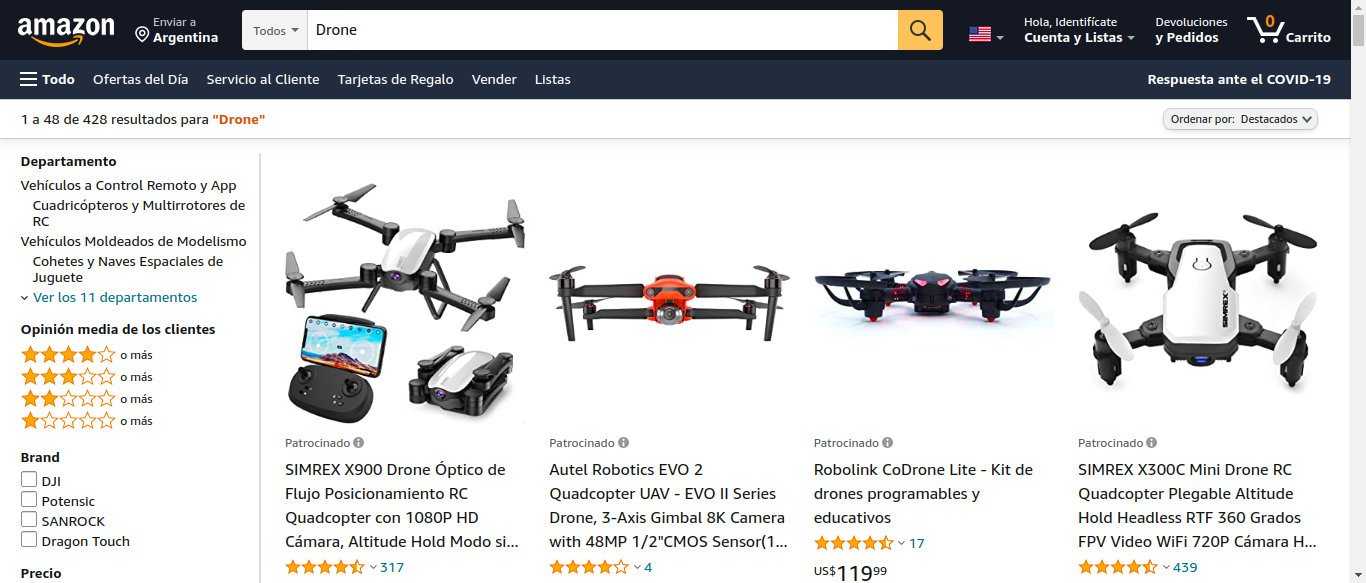 amazon
Enviar a
Argentina
Todos
Drone
Hola, Identifícate
Cuenta y Listas
Devoluciones
y Pedidos
0
Carrito
Todo
Ofertas del Día
Servicio al Cliente
Tarjetas de Regalo
Vender
Listas
Respuesta ante el COVID-19
1 a 48 de 428 resultados para "Drone"
Ordenar por: Destacados
Departamento
Vehículos a Control Remoto y App
Cuadricópteros y Multirrotores de
RC
Vehículos Moldeados de Modelismo
Cohetes y Naves Espaciales de
Juguete
Ver los 11 departamentos
Opinión media de los clientes
o más
o más
o más
o más
Brand
DJI
Potensic
SANROCK
Dragon Touch
Precio
Patrocinado
SIMREX X900 Drone Óptico de
Flujo Posicionamiento RC
Quadcopter con 1080P HD
Cámara, Altitude Hold Modo si...
317
Patrocinado
Autel Robotics EVO 2
Quadcopter UAV - EVO II Series
Drone, 3-Axis Gimbal 8K Camera
with 48MP 1/2"CMOS Sensor(1...
4
Patrocinado
Robolink CoDrone Lite - Kit de
drones programables y
educativos
17
US$11999
SIMREX
Patrocinado
SIMREX X300C Mini Drone RC
Quadcopter Plegable Altitude
Hold Headless RTF 360 Grados
FPV Video WiFi 720P Cámara H...
439